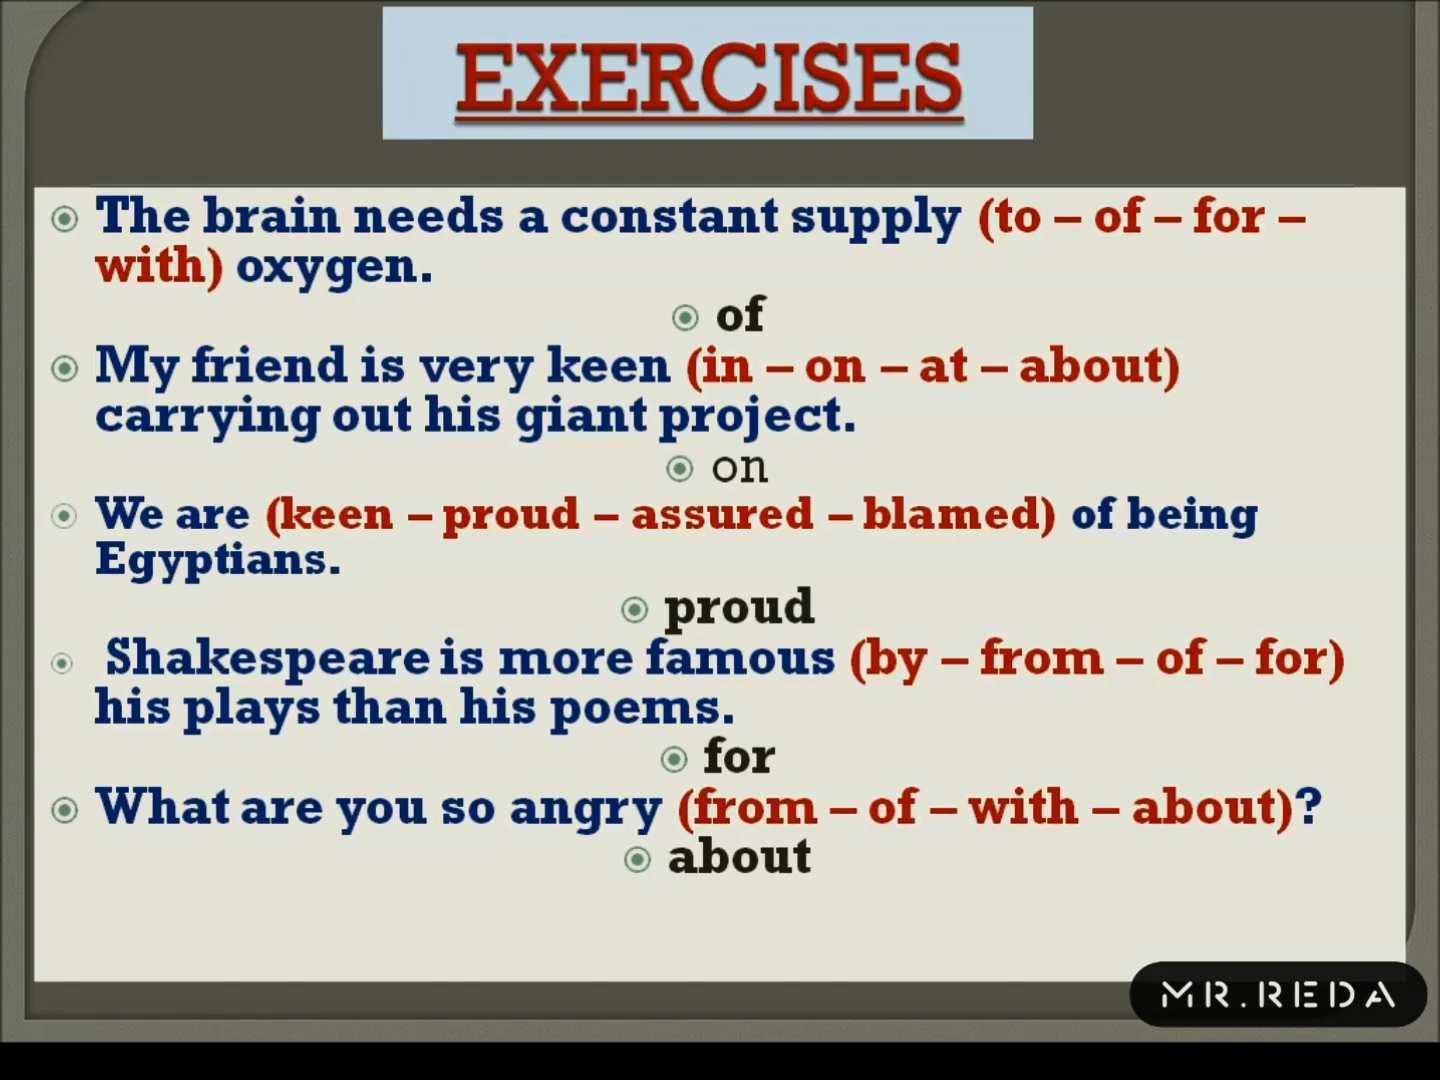 EXERCISES
The brain needs a constant supply (to – of – for –
with) oxygen.
of
My friend is very keen (in – on – at – about)
carrying out his giant project.
on
We are (keen – proud – assured – blamed) of being
Egyptians.
proud
Shakespeare is more famous (by – from – of – for)
his plays than his poems.
for
What are you so angry (from – of – with – about)?
about
MR.REDA